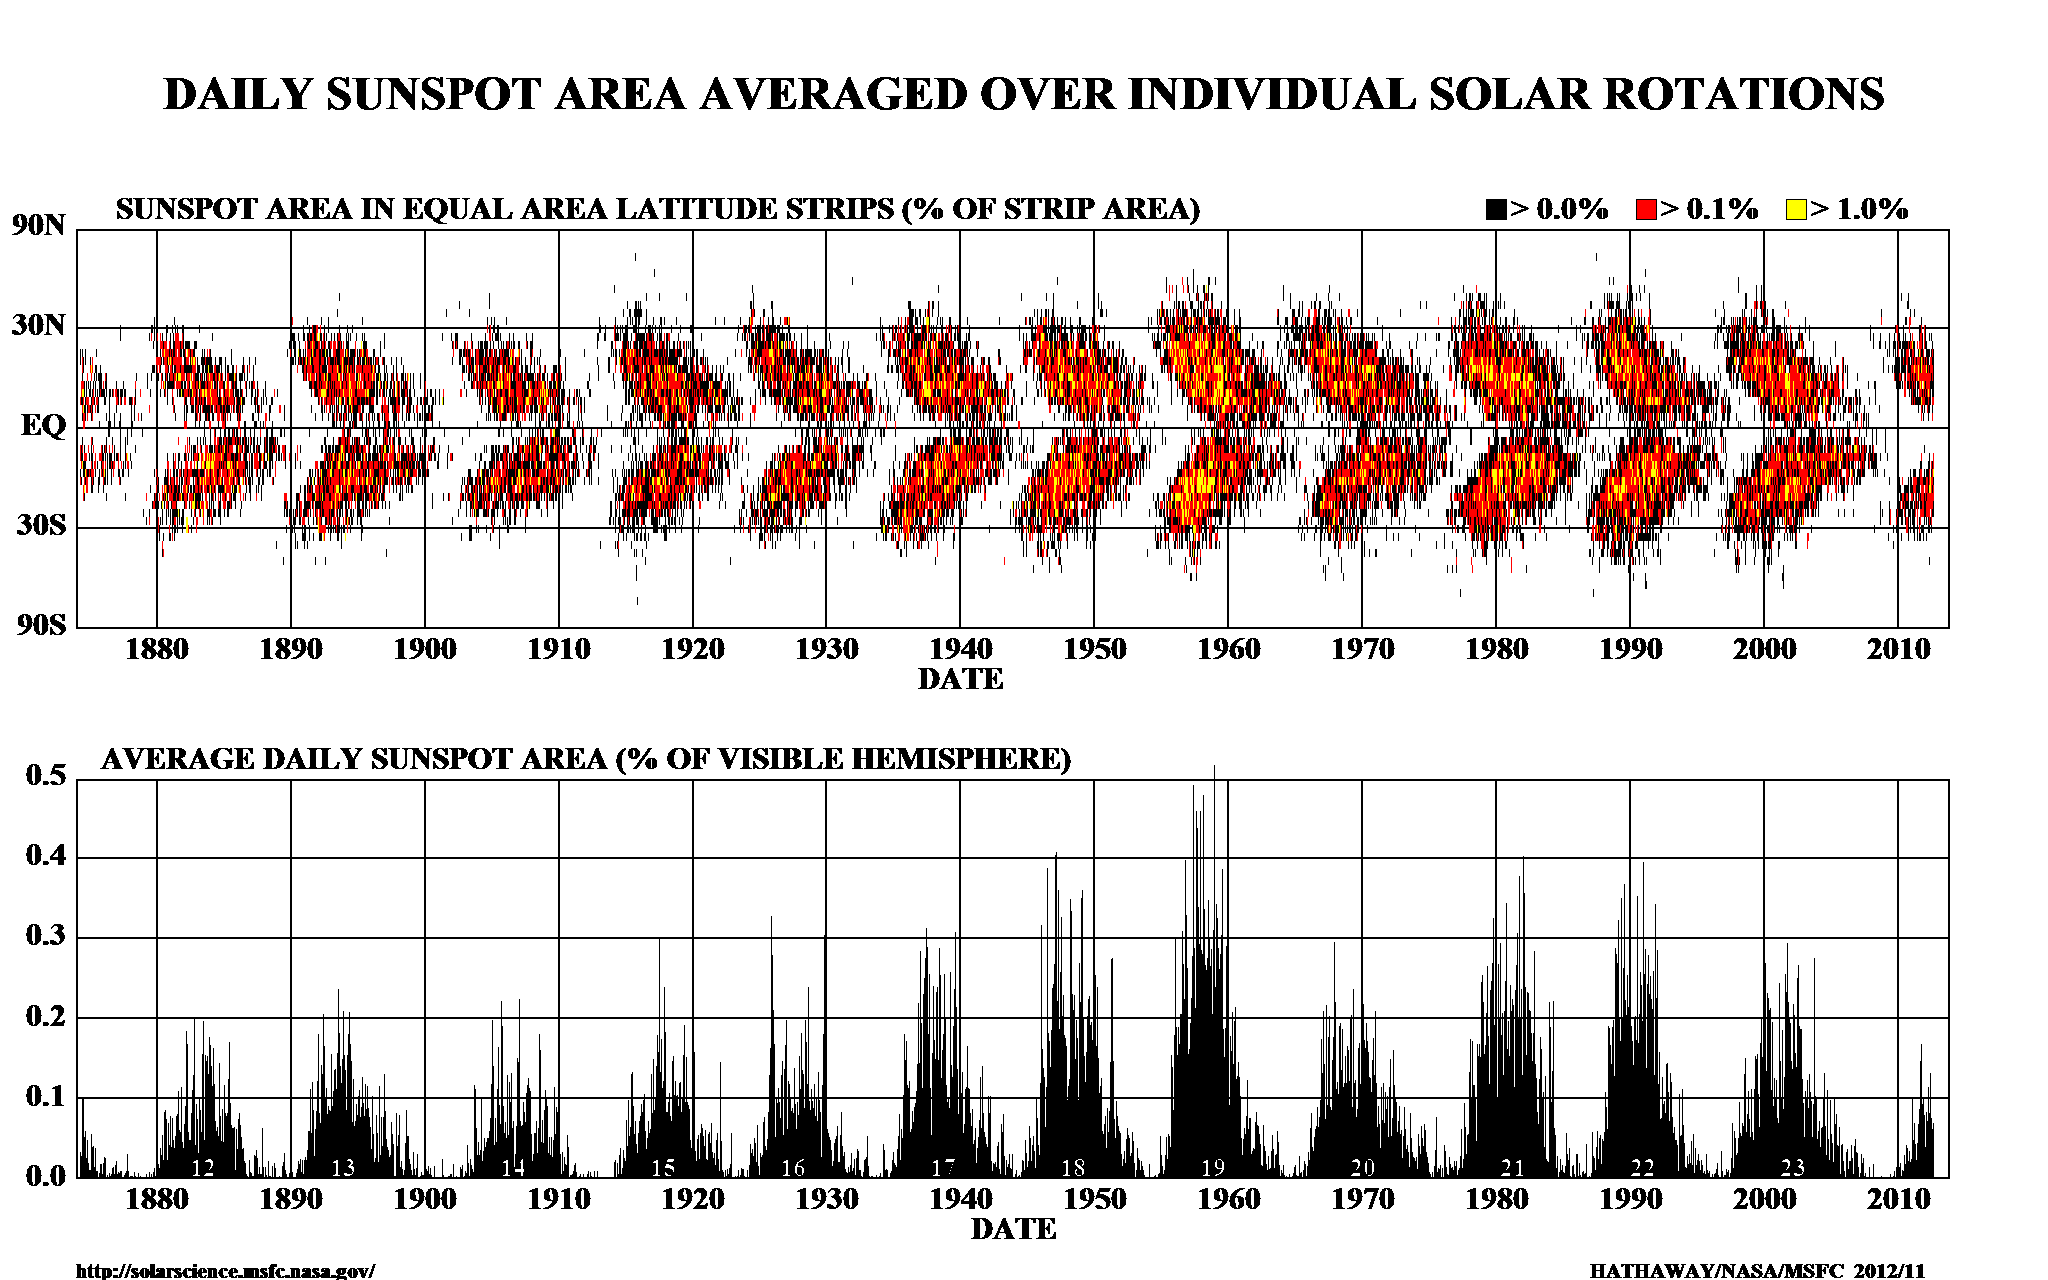 DAILY SUNSPOT AREA AVERAGED OVER INDIVIDUAL SOLAR ROTATIONS
SUNSPOT AREA IN EQUAL AREA LATITUDE STRIPS (% OF STRIP AREA) > 0.0% > 0.1% > 1.0%
90N
30N
EQ
30S
90S
1880 1890 1900 1910 1920 1930 1940 1950 1960 1970 1980 1990 2000 2010
DATE
AVERAGE DAILY SUNSPOT AREA (% OF VISIBLE HEMISPHERE)
0.5
0.4
0.3
0.2
0.1
0.0
12 13 14 15 16 17 18 19 20 21 22 23
1880 1890 1900 1910 1920 1930 1940 1950 1960 1970 1980 1990 2000 2010
DATE
http://solarscience.msfc.nasa.gov/ HATHAWAY/NASA/MSFC 2012/11